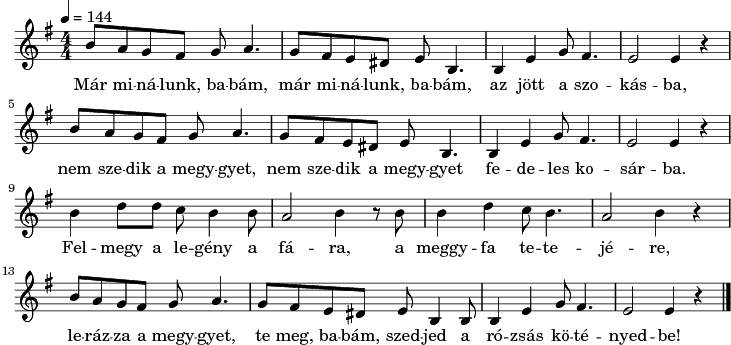 ♩ = 144
Már mi-ná-lunk, ba-bám, már mi-ná-lunk, ba-bám, az jött a szo-kás-ba,
5
nem sze-dik a megy-gyet, nem sze-dik a megy-gyet fe-de-les ko-sár-ba.
9
Fel-megy a le-gény a fá-ra, a meggy-fa te-te-jé-re,
13
le-ráz-za a megy-gyet, te meg, ba-bám, szed-jed a ró-zsás kö-té-nyed-be!